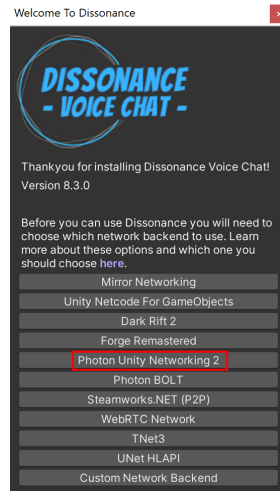 Welcome To Dissonance
DISSONANCE
- VOICE CHAT -
Thankyou for installing Dissonance Voice Chat!
Version 8.3.0
Before you can use Dissonance you will need to
choose which network backend to use. Learn
more about these options and which one you
should choose here.
Mirror Networking
Unity Netcode For GameObjects
Dark Rift 2
Forge Remastered
Photon Unity Networking 2
Photon BOLT
Steamworks.NET (P2P)
WebRTC Network
TNet3
UNet HLAPI
Custom Network Backend